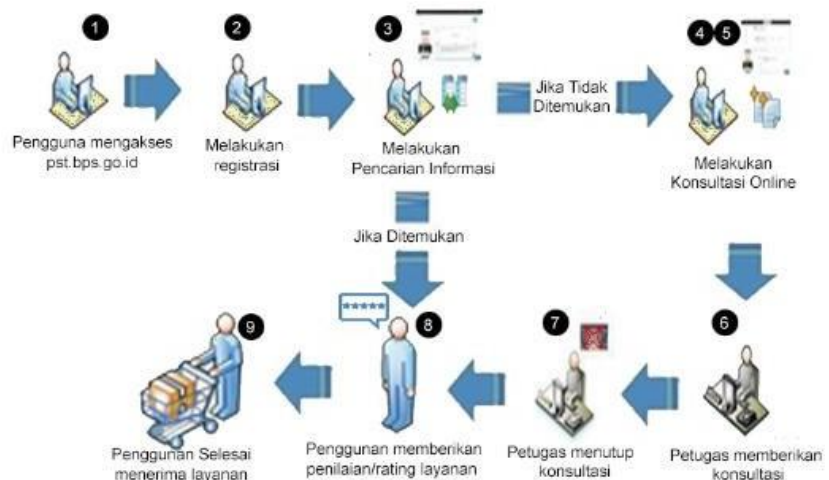 1
Pengguna mengakses
pst.bps.go.id
2
Melakukan
registrasi
3
Melakukan
Pencarian Informasi
Jika Tidak
Ditemukan
4 5
Melakukan
Konsultasi Online
Jika Ditemukan
6
Petugas memberikan
konsultasi
7
Petugas menutup
konsultasi
*****
8
Penggunan memberikan
penilaian/rating layanan
9
Penggunan Selesai
menerima layanan